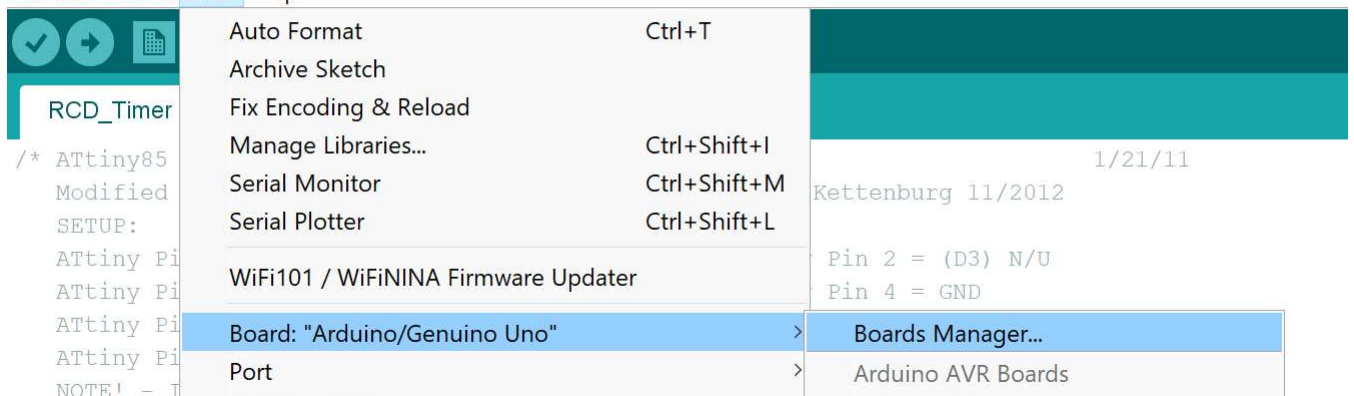 Auto Format Ctrl+T
Archive Sketch
RCD_Timer Fix Encoding & Reload
Manage Libraries... Ctrl+Shift+I
/* ATtiny85 1/21/11
Serial Monitor Ctrl+Shift+M
Modified Kettenburg 11/2012
Serial Plotter Ctrl+Shift+L
SETUP:
ATtiny Pi Pin 2 = (D3) N/U
WiFi101 / WiFiNINA Firmware Updater
ATtiny Pi Pin 4 = GND
ATtiny Pi Board: "Arduino/Genuino Uno" > Boards Manager...
ATtiny Pi
Port > Arduino AVR Boards
NOTE! - I